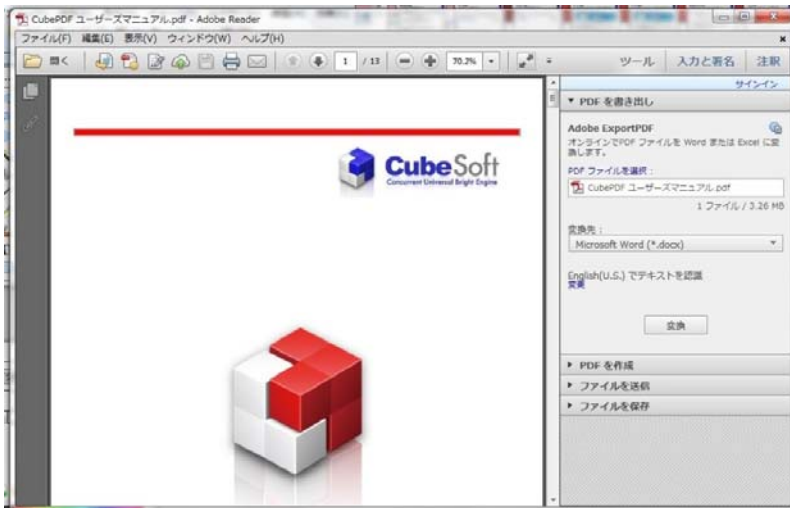 CubePDF ユーザーズマニュアル.pdf - Adobe Reader
ファイル(F) 編集(E) 表示(V) ウィンドウ(W) ヘルプ(H)
1 / 13 70.2% ツール 入力と署名 注釈
サインイン
CubeSoft
Concurrent Universal Bright Engine
PDF を書き出し
Adobe ExportPDF
オンラインでPDF ファイルを Word または Excel に変
換します。
PDF ファイルを選択 :
CubePDF ユーザーズマニュアル.pdf
1 ファイル / 3.26 MB
変換先 :
Microsoft Word (*.docx)
English(U.S.) でテキストを認識
変更
変換
PDF を作成
ファイルを送信
ファイルを保存